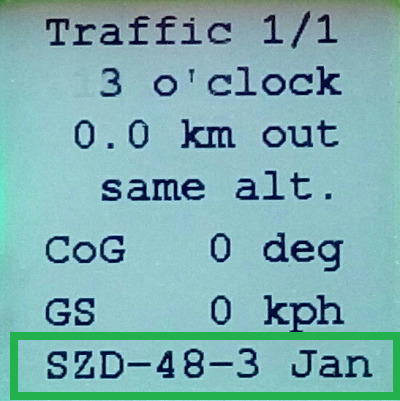 Traffic 1/1
3 o'clock
0.0 km out
same alt.
CoG 0 deg
GS 0 kph
SZD-48-3 Jan